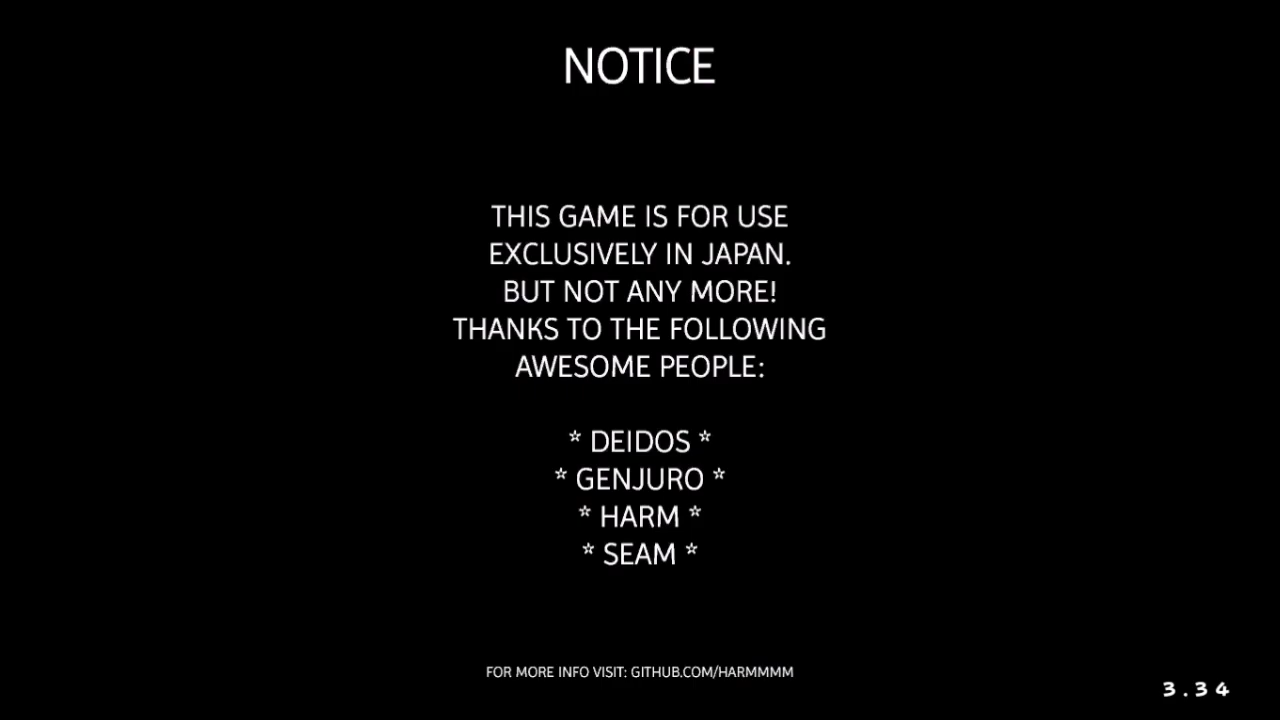 NOTICE
THIS GAME IS FOR USE
EXCLUSIVELY IN JAPAN.
BUT NOT ANY MORE!
THANKS TO THE FOLLOWING
AWESOME PEOPLE:
* DEIDOS *
* GENJURO *
* HARM *
* SEAM *
FOR MORE INFO VISIT: GITHUB.COM/HARMMMM
3.34